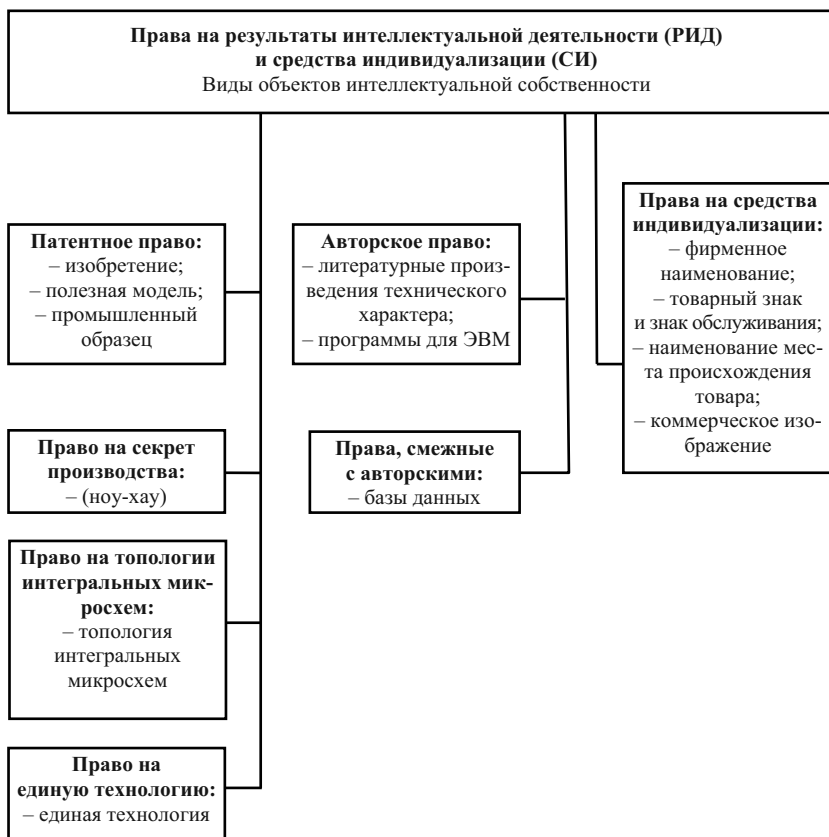 Права на результаты интеллектуальной деятельности (РИД)
и средства индивидуализации (СИ)
Виды объектов интеллектуальной собственности
Патентное право:
– изобретение;
– полезная модель;
– промышленный
образец
Авторское право:
– литературные произ-
ведения технического
характера;
– программы для ЭВМ
Права на средства
индивидуализации:
– фирменное
наименование;
– товарный знак
и знак обслуживания;
– наименование мес-
та происхождения
товара;
– коммерческое изо-
бражение
Право на секрет
производства:
– (ноу-хау)
Права, смежные
с авторскими:
– базы данных
Право на топологии
интегральных мик-
росхем:
– топология
интегральных
микросхем
Право на
единую технологию:
– единая технология